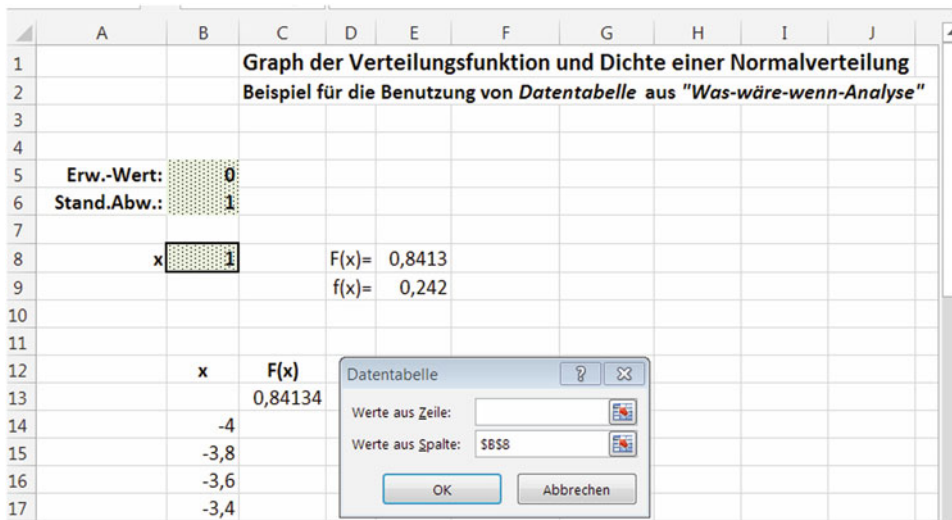 A B C D E F G H I J
1 Graph der Verteilungsfunktion und Dichte einer Normalverteilung
2 Beispiel für die Benutzung von Datentabelle aus "Was-wäre-wenn-Analyse"
3
4
5 Erw.-Wert: 0
6 Stand.Abw.: 1
7
8 x 1 F(x)= 0,8413
9 f(x)= 0,242
10
11
12 x F(x)
13 0,84134
14 -4
15 -3,8
16 -3,6
17 -3,4
Datentabelle ?
Werte aus Zeile:
Werte aus Spalte: $B$8
OK Abbrechen